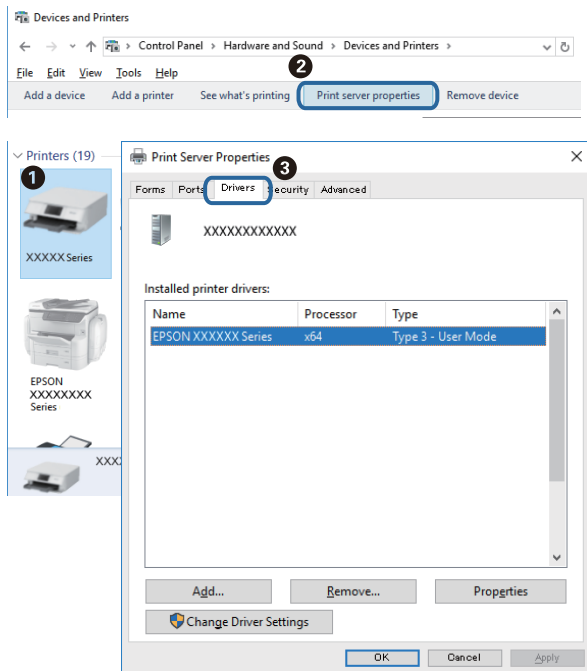 Devices and Printers
Control Panel > Hardware and Sound > Devices and Printers >
2
File Edit View Tools Help
Add a device Add a printer See what's printing Print server properties Remove device
Printers (19)
1
XXXXX Series
EPSON
XXXXXXXX
Series
XXX
Print Server Properties
3
Forms Ports Drivers Security Advanced
XXXXXXXXXXXX
Installed printer drivers:
Name Processor Type
EPSON XXXXXX Series x64 Type 3 - User Mode
Add... Remove... Properties
Change Driver Settings
OK Cancel Apply